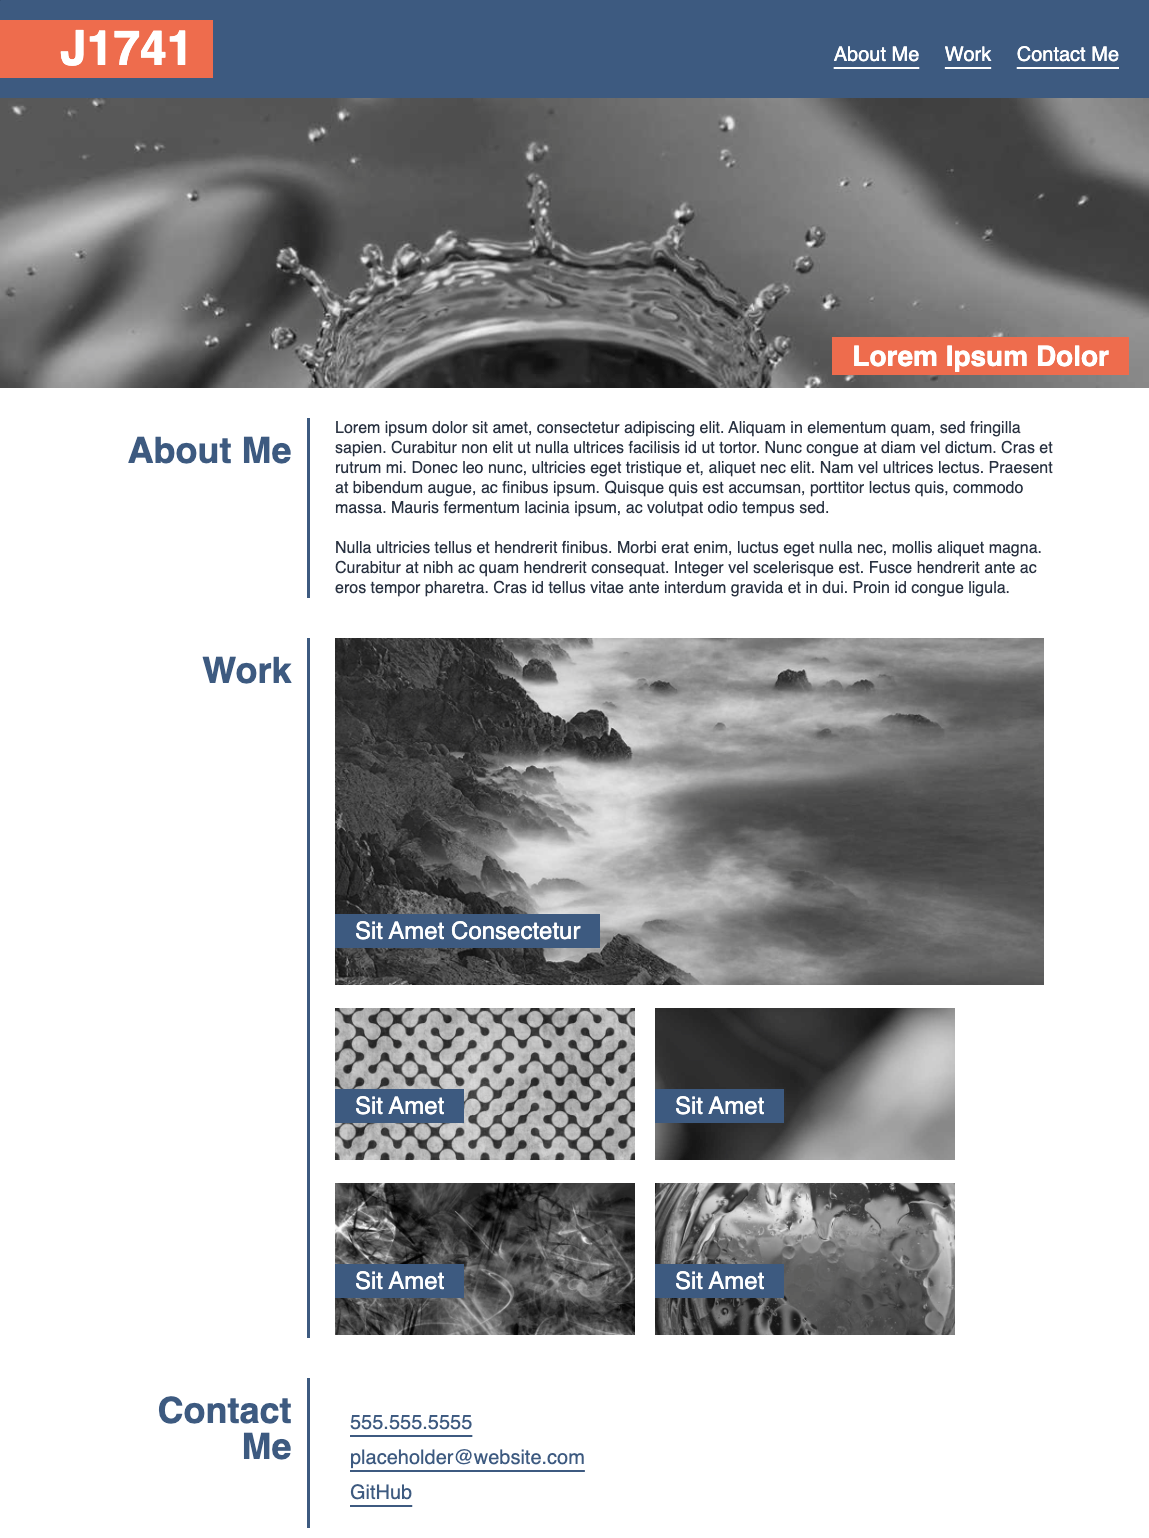 J1741
About Me Work Contact Me
Lorem Ipsum Dolor
About Me
Lorem ipsum dolor sit amet, consectetur adipiscing elit. Aliquam in elementum quam, sed fringilla
sapien. Curabitur non elit ut nulla ultrices facilisis id ut tortor. Nunc congue at diam vel dictum. Cras et
rutrum mi. Donec leo nunc, ultricies eget tristique et, aliquet nec elit. Nam vel ultrices lectus. Praesent
at bibendum augue, ac finibus ipsum. Quisque quis est accumsan, porttitor lectus quis, commodo
massa. Mauris fermentum lacinia ipsum, ac volutpat odio tempus sed.
Nulla ultricies tellus et hendrerit finibus. Morbi erat enim, luctus eget nulla nec, mollis aliquet magna.
Curabitur at nibh ac quam hendrerit consequat. Integer vel scelerisque est. Fusce hendrerit ante ac
eros tempor pharetra. Cras id tellus vitae ante interdum gravida et in dui. Proin id congue ligula.
Work
Sit Amet Consectetur
Sit Amet
Sit Amet
Sit Amet
Sit Amet
Contact
Me
555.555.5555
placeholder@website.com
GitHub